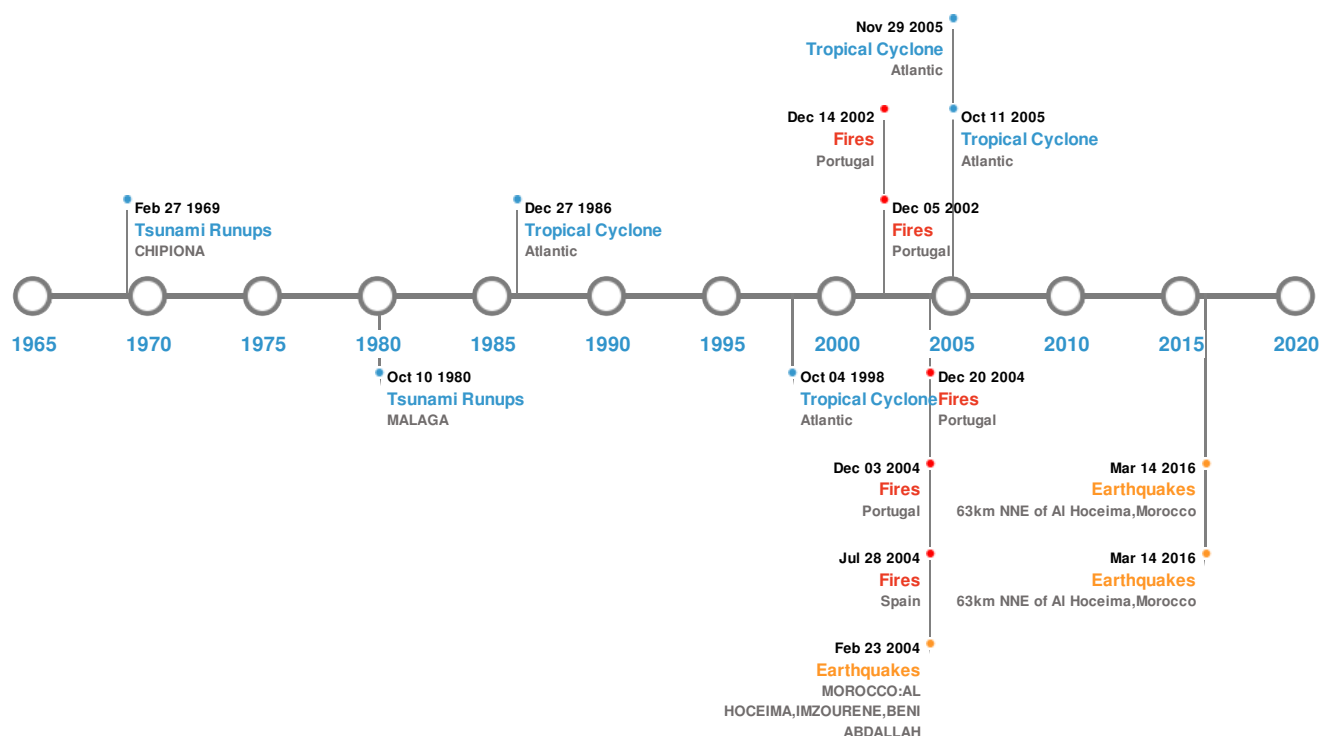 Nov 29 2005
Tropical Cyclone
Atlantic
Dec 14 2002
Fires
Portugal
Oct 11 2005
Tropical Cyclone
Atlantic
Feb 27 1969
Tsunami Runups
CHIPIONA
Dec 27 1986
Tropical Cyclone
Atlantic
Dec 05 2002
Fires
Portugal
1965 1970 1975 1980 1985 1990 1995 2000 2005 2010 2015 2020
Oct 10 1980
Tsunami Runups
MALAGA
Oct 04 1998
Tropical Cyclone
Atlantic
Dec 20 2004
Fires
Portugal
Dec 03 2004
Fires
Portugal
Mar 14 2016
Earthquakes
63km NNE of Al Hoceima,Morocco
Jul 28 2004
Fires
Spain
Mar 14 2016
Earthquakes
63km NNE of Al Hoceima,Morocco
Feb 23 2004
Earthquakes
MOROCCO:AL
HOCEIMA,IMZOURENE,BENI
ABDALLAH